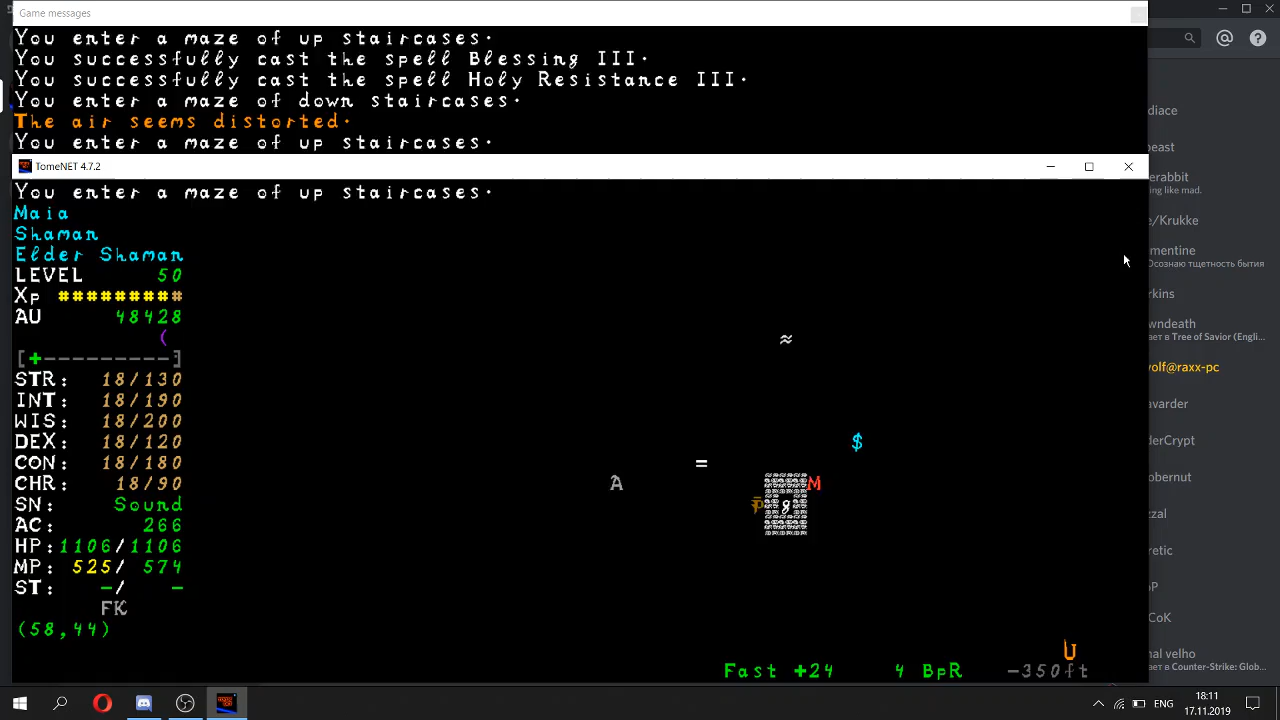 Game messages
You enter a maze of up staircases.
You successfully cast the spell Blessing III.
You successfully cast the spell Holy Resistance III.
You enter a maze of down staircases.
The air seems distorted.
You enter a maze of up staircases.
TomeNET 4.7.2
You enter a maze of up staircases.
Maia
Shaman
Elder Shaman
LEVEL 50
Xp #########
AU 48428
(
[+---------:]
STR: 18/130
INT: 18/190
WIS: 18/200
DEX: 18/120
CON: 18/180
CHR: 18/90
SN: Sound
AC: 266
HP:1106/1106
MP: 525/ 574
ST: -/ -
FK
(58,44)
≈
$
=
A
M
p
g
U
Fast +24 4 BpR -350ft
diace
beast
erabbit
ing like mad.
e/Krukke
mentine
Осознаю тщетность бытия
rkins
wndeath
ает в Tree of Savior (Engli...
wolf@raxx-pc
avarder
derCrypt
obernut
zzal
retic
oP
CoK
nal velho
ает в Counter-Strike: Glob...
ENG
18:11
17.11.2019